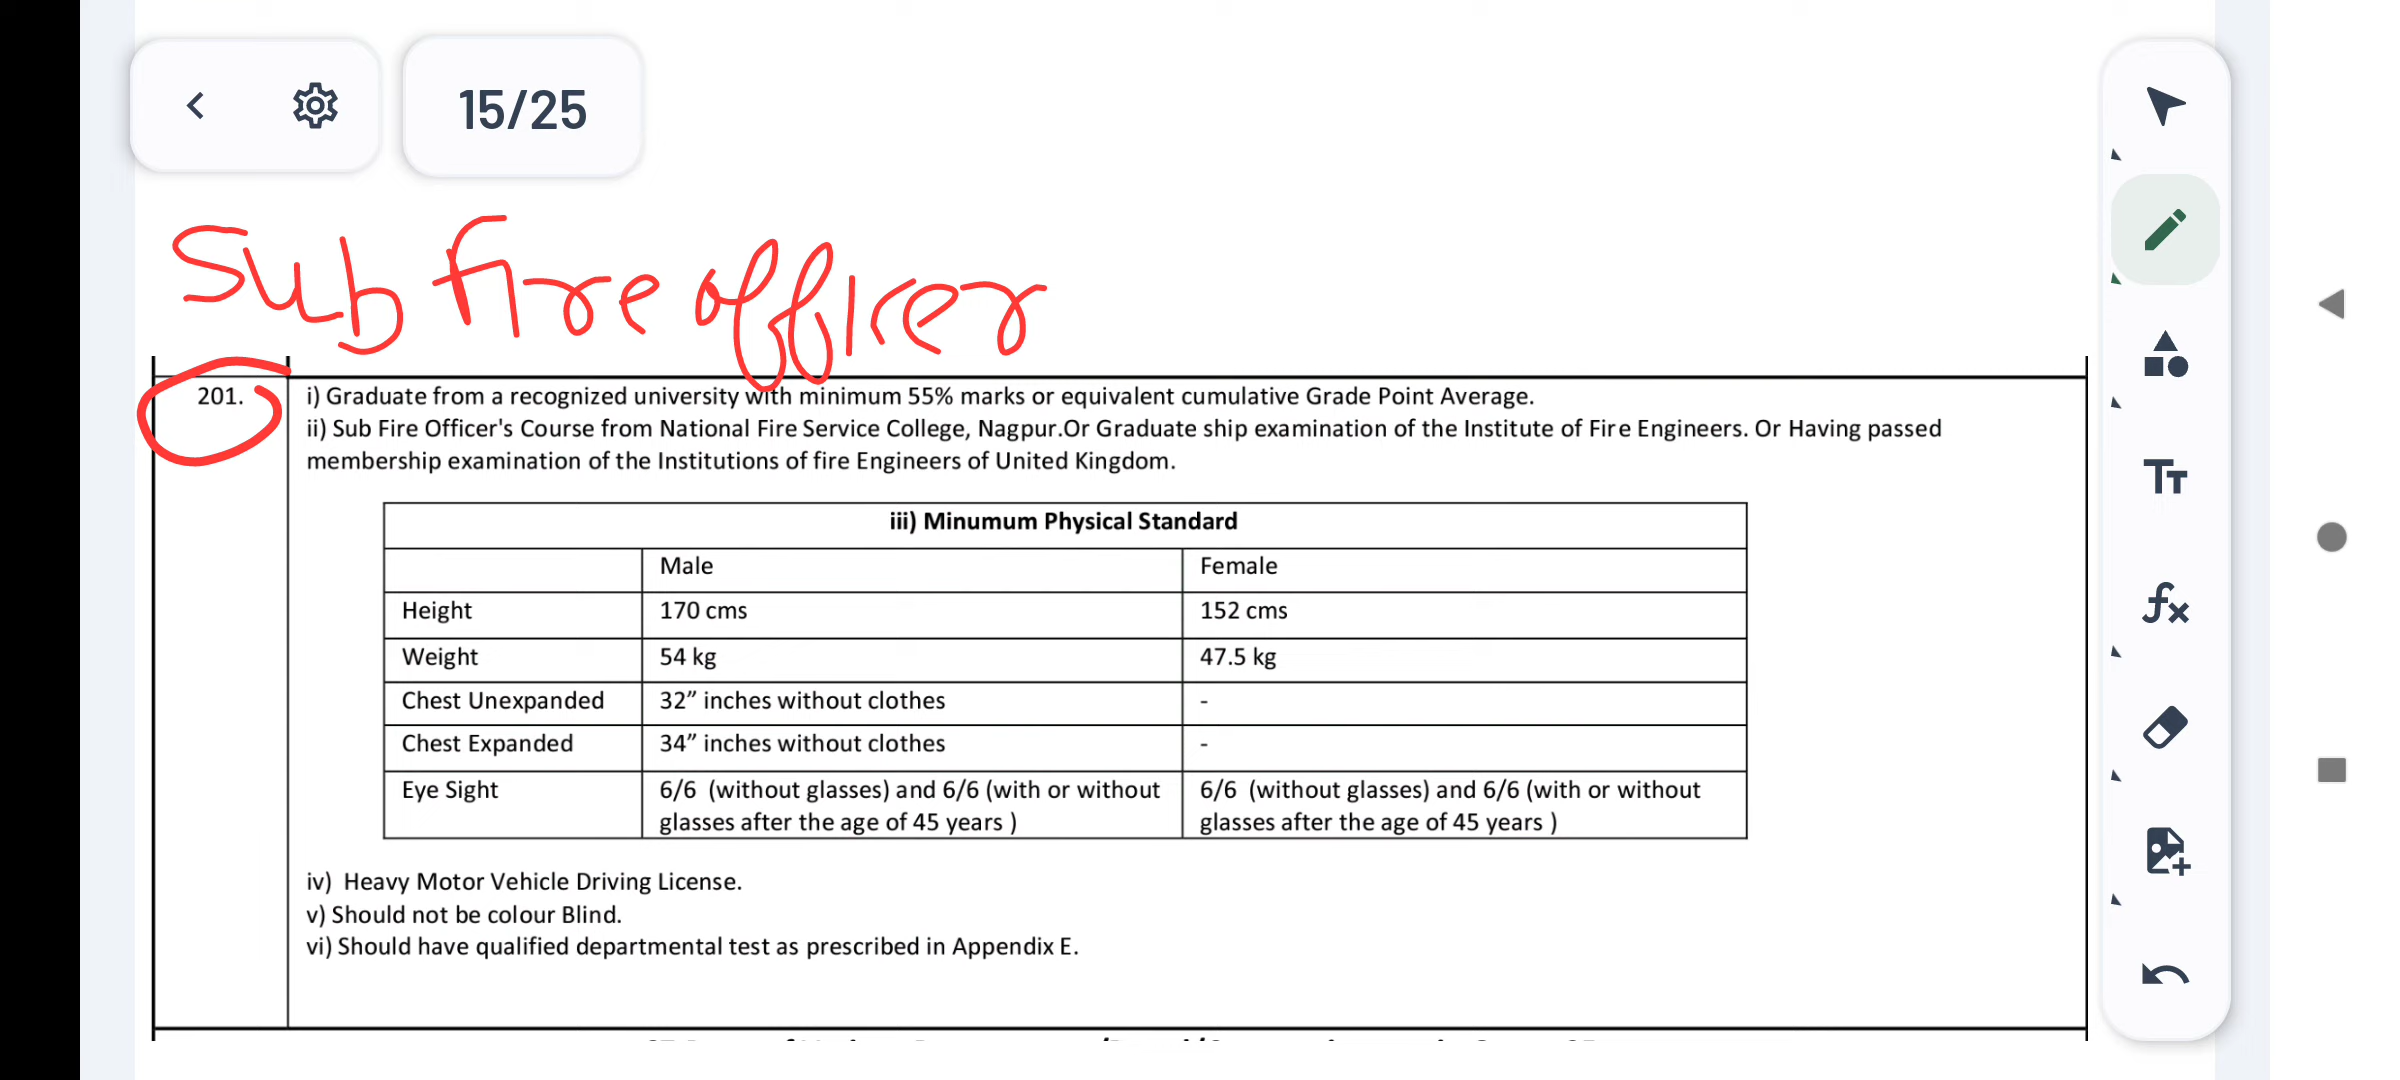 15/25
Sub fire officer
201.
i) Graduate from a recognized university with minimum 55% marks or equivalent cumulative Grade Point Average.
ii) Sub Fire Officer's Course from National Fire Service College, Nagpur.Or Graduate ship examination of the Institute of Fire Engineers. Or Having passed
membership examination of the Institutions of fire Engineers of United Kingdom.
iii) Minumum Physical Standard
Male Female
Height 170 cms 152 cms
Weight 54 kg 47.5 kg
Chest Unexpanded 32” inches without clothes -
Chest Expanded 34” inches without clothes -
Eye Sight 6/6 (without glasses) and 6/6 (with or without 6/6 (without glasses) and 6/6 (with or without
glasses after the age of 45 years ) glasses after the age of 45 years )
iv) Heavy Motor Vehicle Driving License.
v) Should not be colour Blind.
vi) Should have qualified departmental test as prescribed in Appendix E.
Tт
fx